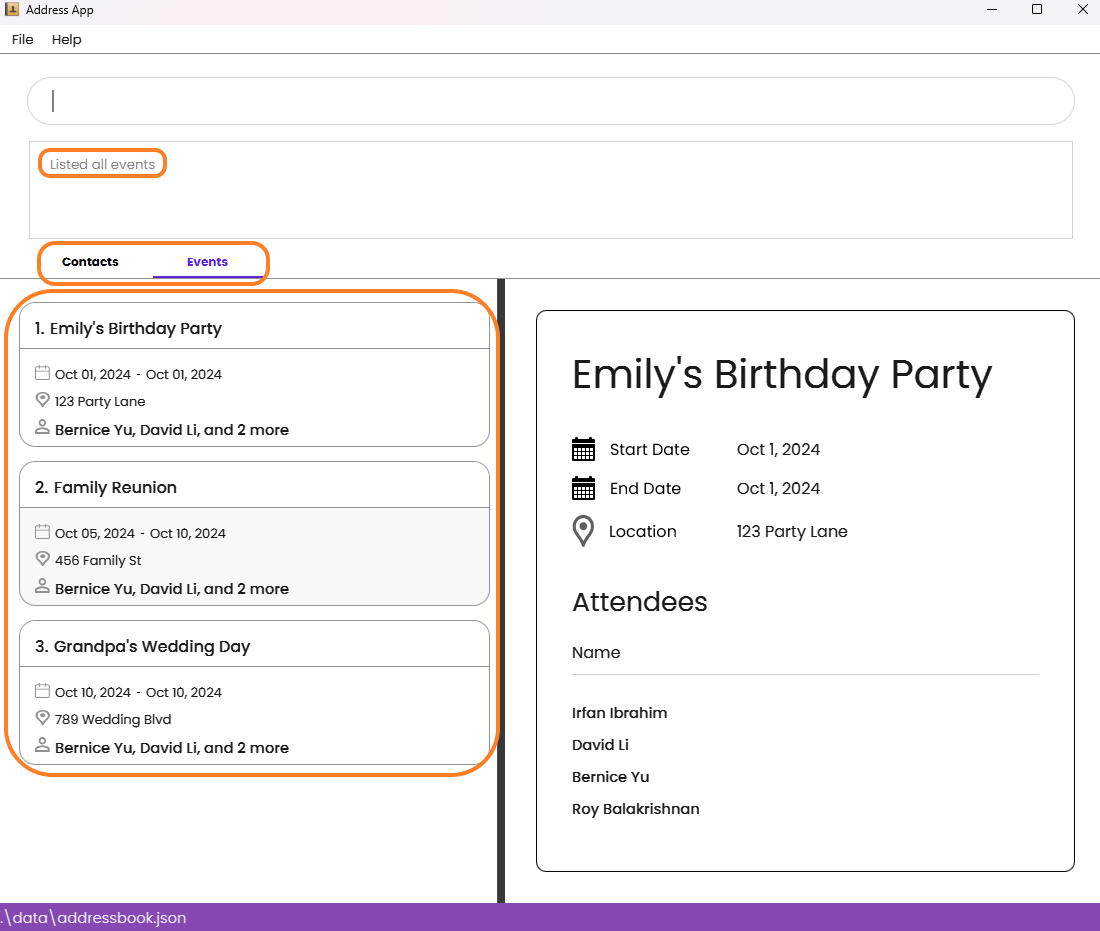 Address App
File Help
Listed all events
Contacts Events
1. Emily's Birthday Party
Oct 01, 2024 - Oct 01, 2024
123 Party Lane
Bernice Yu, David Li, and 2 more
2. Family Reunion
Oct 05, 2024 - Oct 10, 2024
456 Family St
Bernice Yu, David Li, and 2 more
3. Grandpa's Wedding Day
Oct 10, 2024 - Oct 10, 2024
789 Wedding Blvd
Bernice Yu, David Li, and 2 more
Emily's Birthday Party
Start Date Oct 1, 2024
End Date Oct 1, 2024
Location 123 Party Lane
Attendees
Name
Irfan Ibrahim
David Li
Bernice Yu
Roy Balakrishnan
.\data\addressbook.json